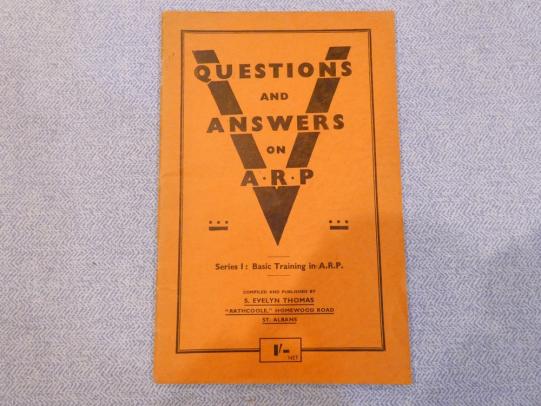 QUESTIONS
AND
ANSWERS
ON
A·R·P
Series I: Basic Training in A.R.P.
COMPILED AND PUBLISHED BY
S. EVELYN THOMAS
"RATHCOOLE," HOMEWOOD ROAD
ST. ALBANS
1/-
NET